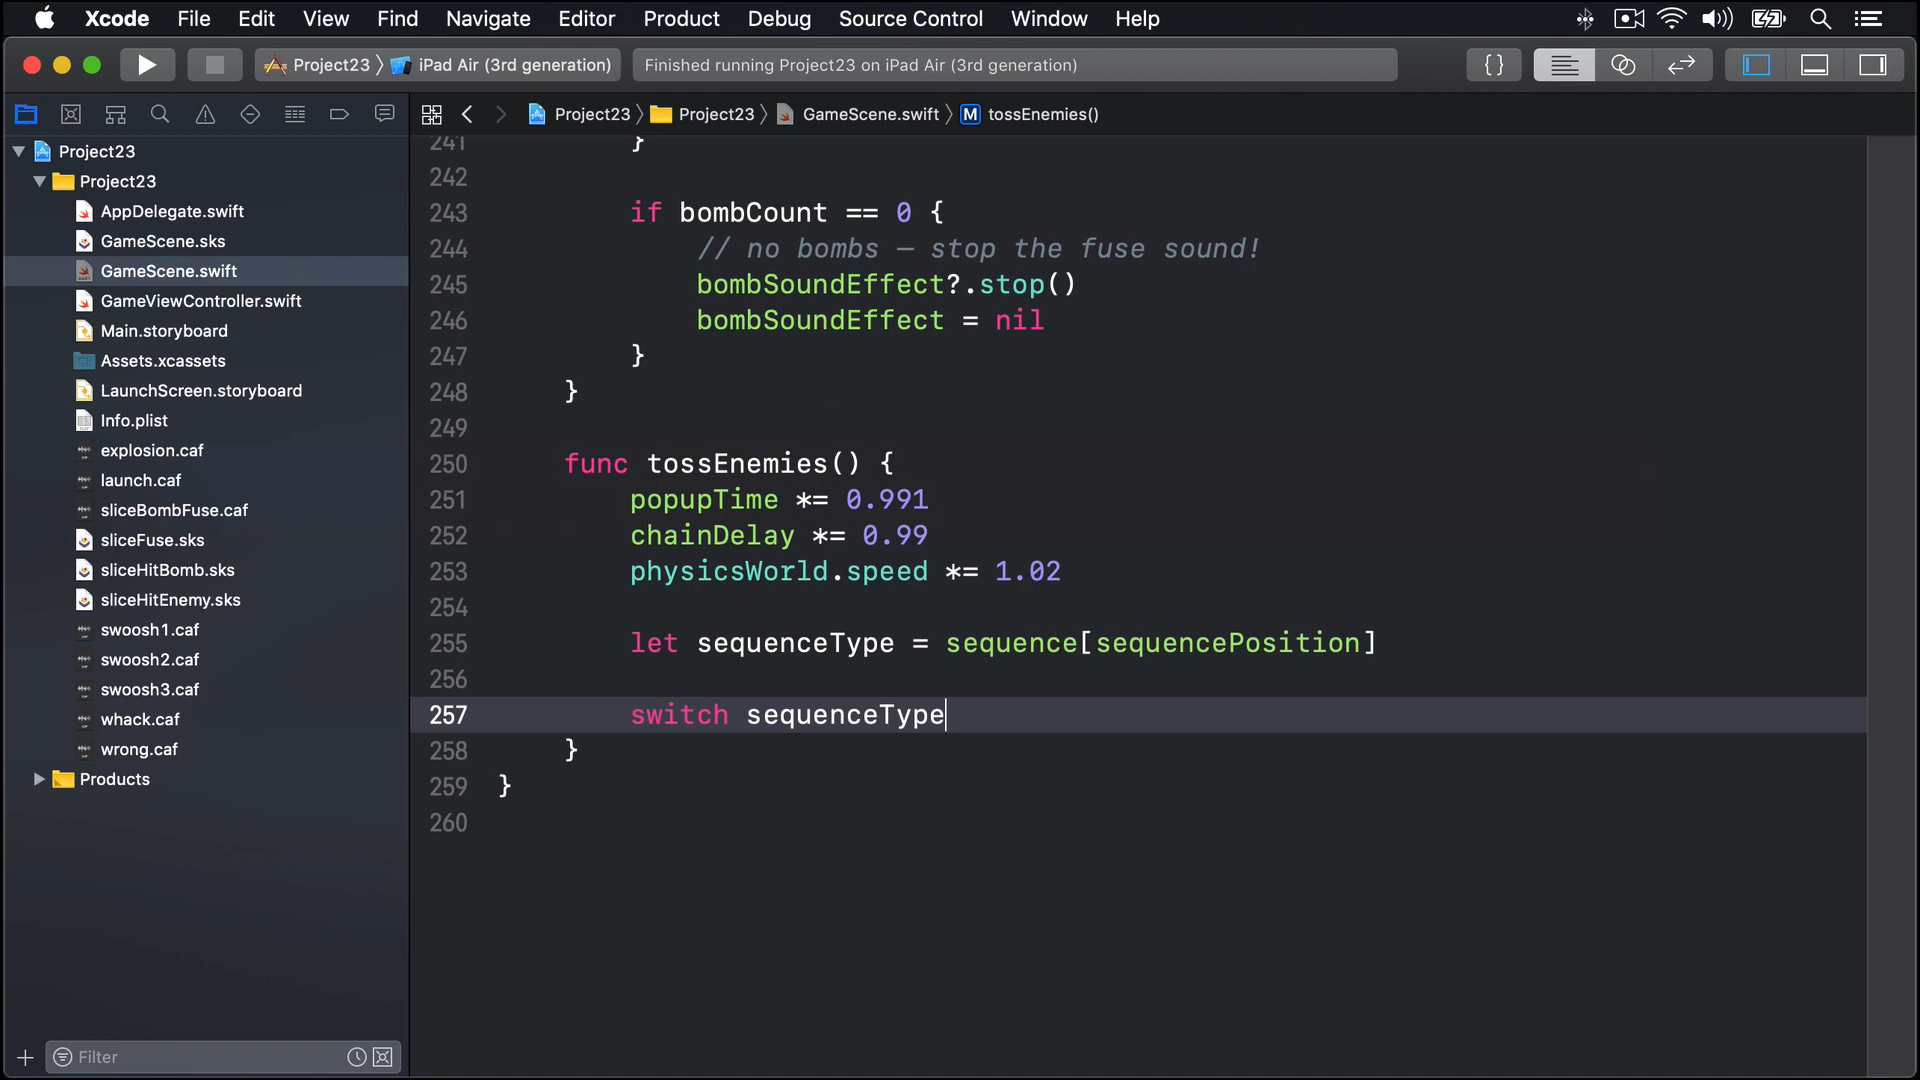 Xcode File Edit View Find Navigate Editor Product Debug Source Control Window Help
Project23 iPad Air (3rd generation) Finished running Project23 on iPad Air (3rd generation) {}
Project23 Project23 GameScene.swift M tossEnemies()
Project23
Project23
AppDelegate.swift
GameScene.sks
GameScene.swift
GameViewController.swift
Main.storyboard
Assets.xcassets
LaunchScreen.storyboard
Info.plist
explosion.caf
launch.caf
sliceBombFuse.caf
sliceFuse.sks
sliceHitBomb.sks
sliceHitEnemy.sks
swoosh1.caf
swoosh2.caf
swoosh3.caf
whack.caf
wrong.caf
Products
Filter
241 }
242
243 if bombCount == 0 {
244 // no bombs – stop the fuse sound!
245 bombSoundEffect?.stop()
246 bombSoundEffect = nil
247 }
248 }
249
250 func tossEnemies() {
251 popupTime *= 0.991
252 chainDelay *= 0.99
253 physicsWorld.speed *= 1.02
254
255 let sequenceType = sequence[sequencePosition]
256
257 switch sequenceType
258 }
259 }
260